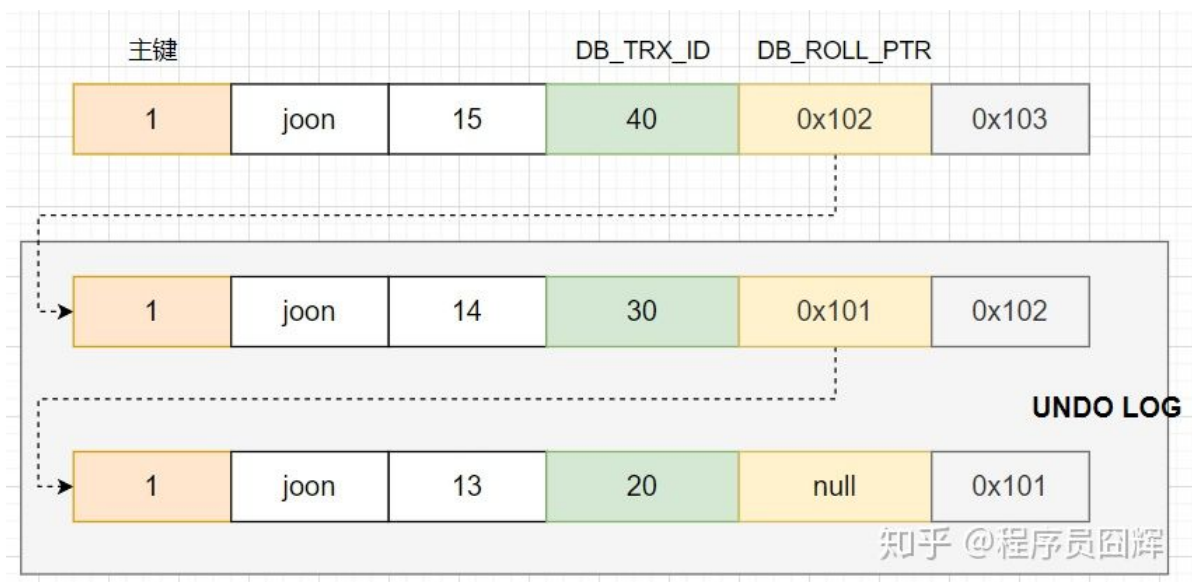 主键 DB_TRX_ID DB_ROLL_PTR
1 joon 15 40 0x102 0x103
1 joon 14 30 0x101 0x102
UNDO LOG
1 joon 13 20 null 0x101
知乎 @程序员囧辉